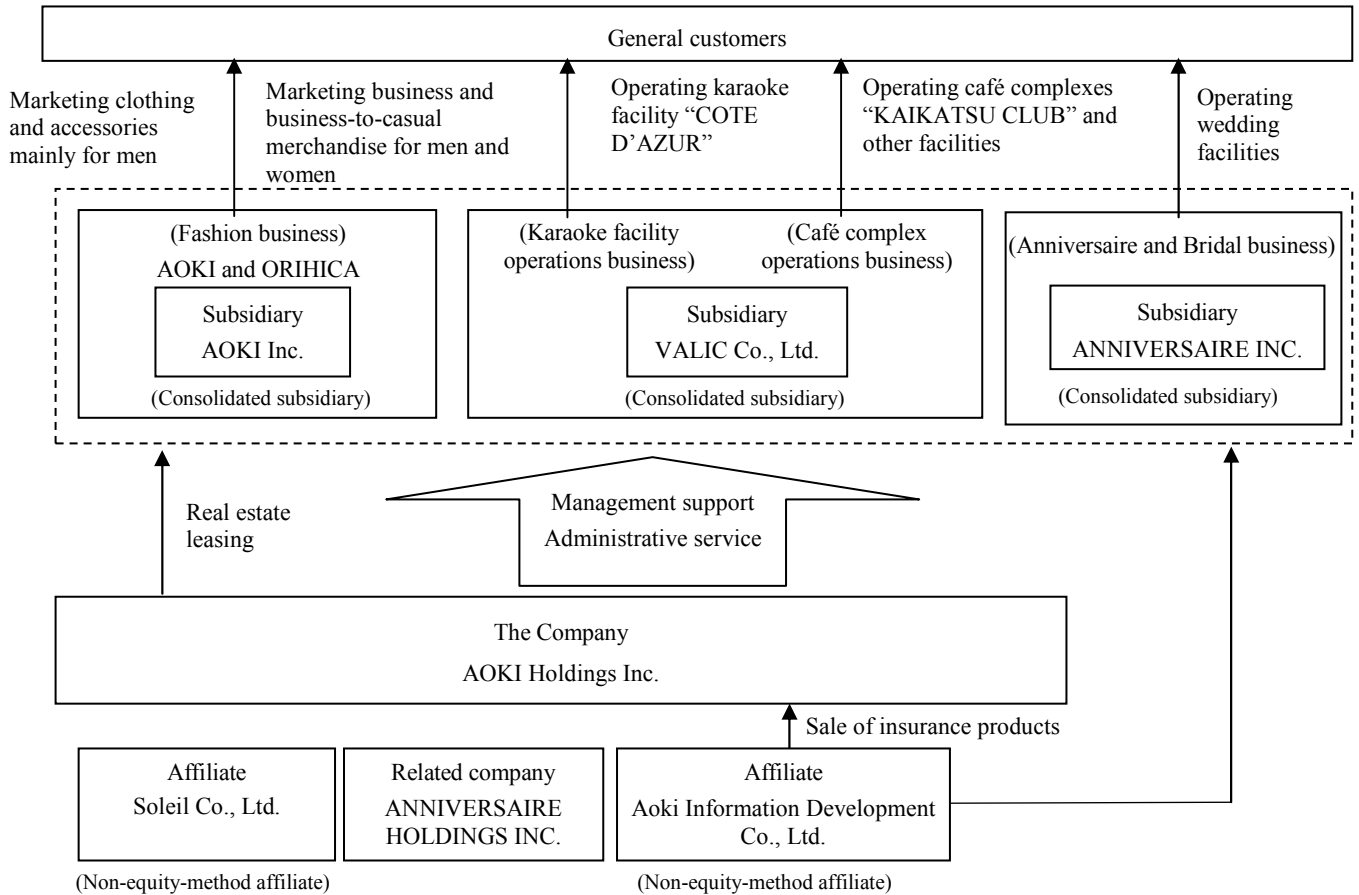 General customers
Marketing clothing
and accessories
mainly for men
Marketing business and
business-to-casual
merchandise for men and
women
Operating karaoke
facility “COTE
D’AZUR”
Operating café complexes
“KAIKATSU CLUB” and
other facilities
Operating
wedding
facilities
(Fashion business)
AOKI and ORIHICA
Subsidiary
AOKI Inc.
(Consolidated subsidiary)
(Karaoke facility
operations business)
(Café complex
operations business)
Subsidiary
VALIC Co., Ltd.
(Consolidated subsidiary)
(Anniversaire and Bridal business)
Subsidiary
ANNIVERSAIRE INC.
(Consolidated subsidiary)
Real estate
leasing
Management support
Administrative service
The Company
AOKI Holdings Inc.
Sale of insurance products
Affiliate
Soleil Co., Ltd.
(Non-equity-method affiliate)
Related company
ANNIVERSAIRE
HOLDINGS INC.
Affiliate
Aoki Information Development
Co., Ltd.
(Non-equity-method affiliate)